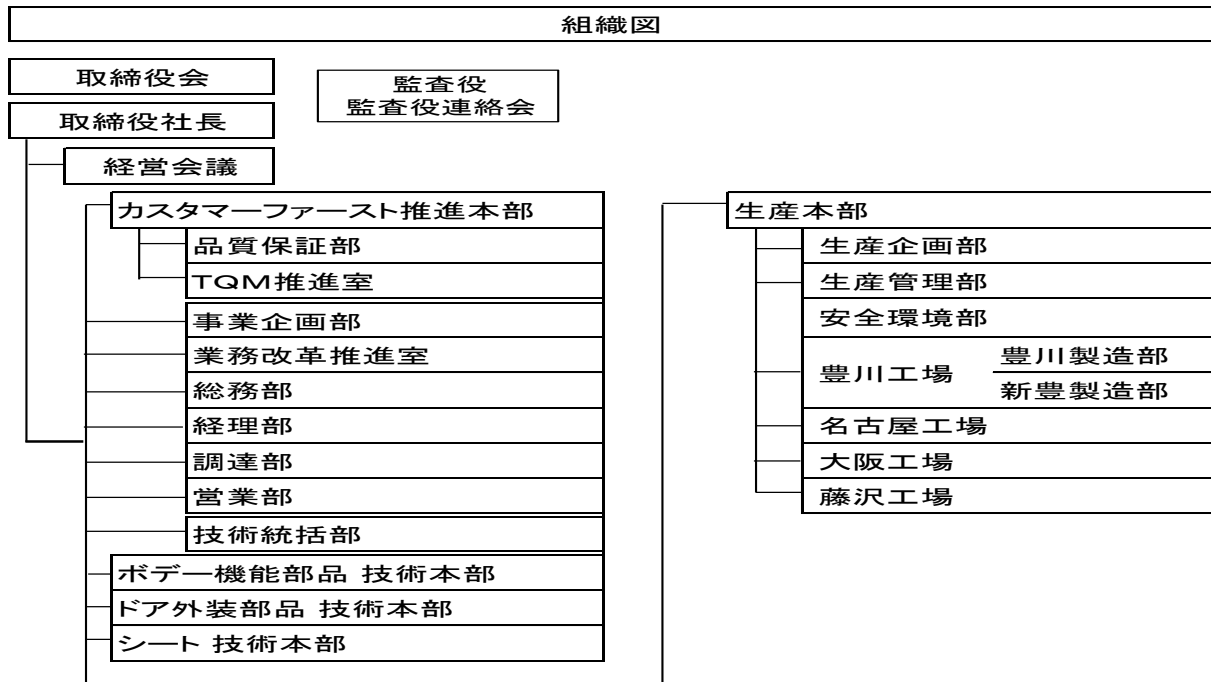 組織図
取締役会
監査役
監査役連絡会
取締役社長
経営会議
カスタマーファースト推進本部
品質保証部
TQM推進室
事業企画部
業務改革推進室
総務部
経理部
調達部
営業部
技術統括部
ボデー機能部品 技術本部
ドア外装部品 技術本部
シート 技術本部
生産本部
生産企画部
生産管理部
安全環境部
豊川工場
豊川製造部
新豊製造部
名古屋工場
大阪工場
藤沢工場